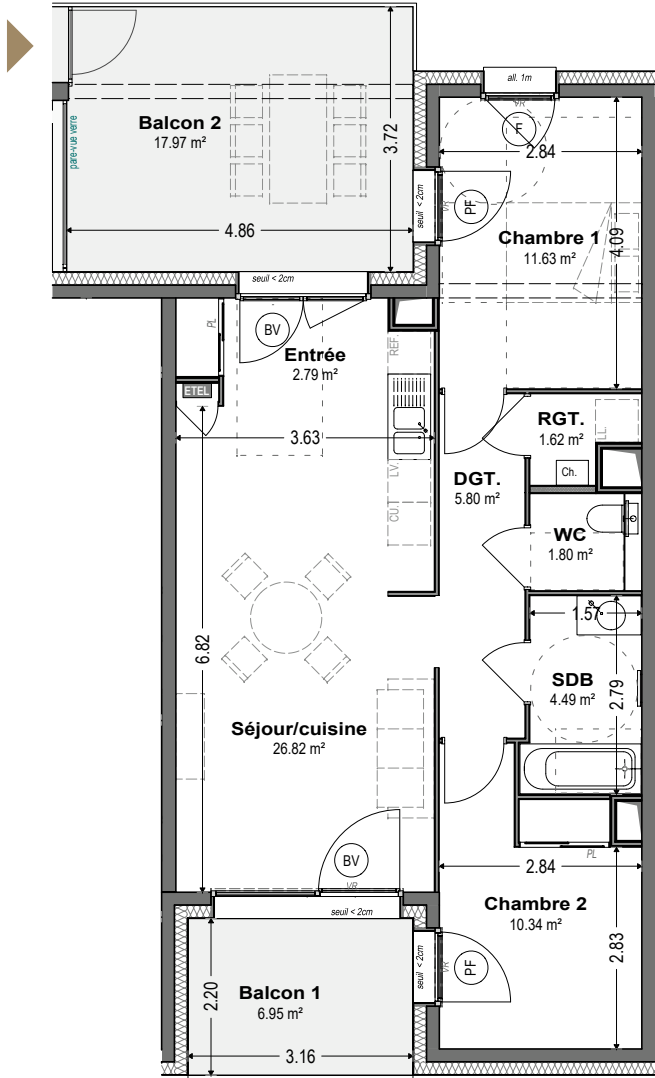 all. 1m
VR
F
2.84
pare-vue verre
Balcon 2
17.97 m²
3.72
4.86
seuil < 2cm
VR
PF
Chambre 1
11.63 m²
4.09
seuil < 2cm
BV
PL
Entrée
2.79 m²
REF.
ETEL
3.63
LV.
CU.
RGT.
1.62 m²
LL.
Ch.
DGT.
5.80 m²
WC
1.80 m²
1.57
6.82
SDB
4.49 m²
2.79
Séjour/cuisine
26.82 m²
BV
VR
seuil < 2cm
PL
2.84
Chambre 2
10.34 m²
2.83
seuil < 2cm
VR
PF
Balcon 1
6.95 m²
2.20
3.16